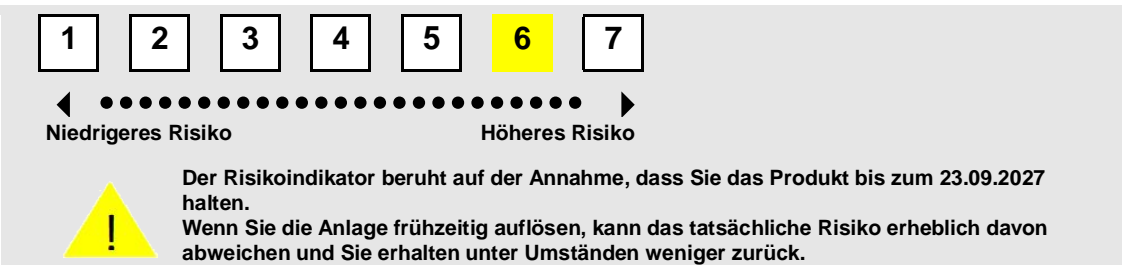 1 2 3 4 5 6 7
Niedrigeres Risiko Höheres Risiko
Der Risikoindikator beruht auf der Annahme, dass Sie das Produkt bis zum 23.09.2027
halten.
! Wenn Sie die Anlage frühzeitig auflösen, kann das tatsächliche Risiko erheblich davon
abweichen und Sie erhalten unter Umständen weniger zurück.